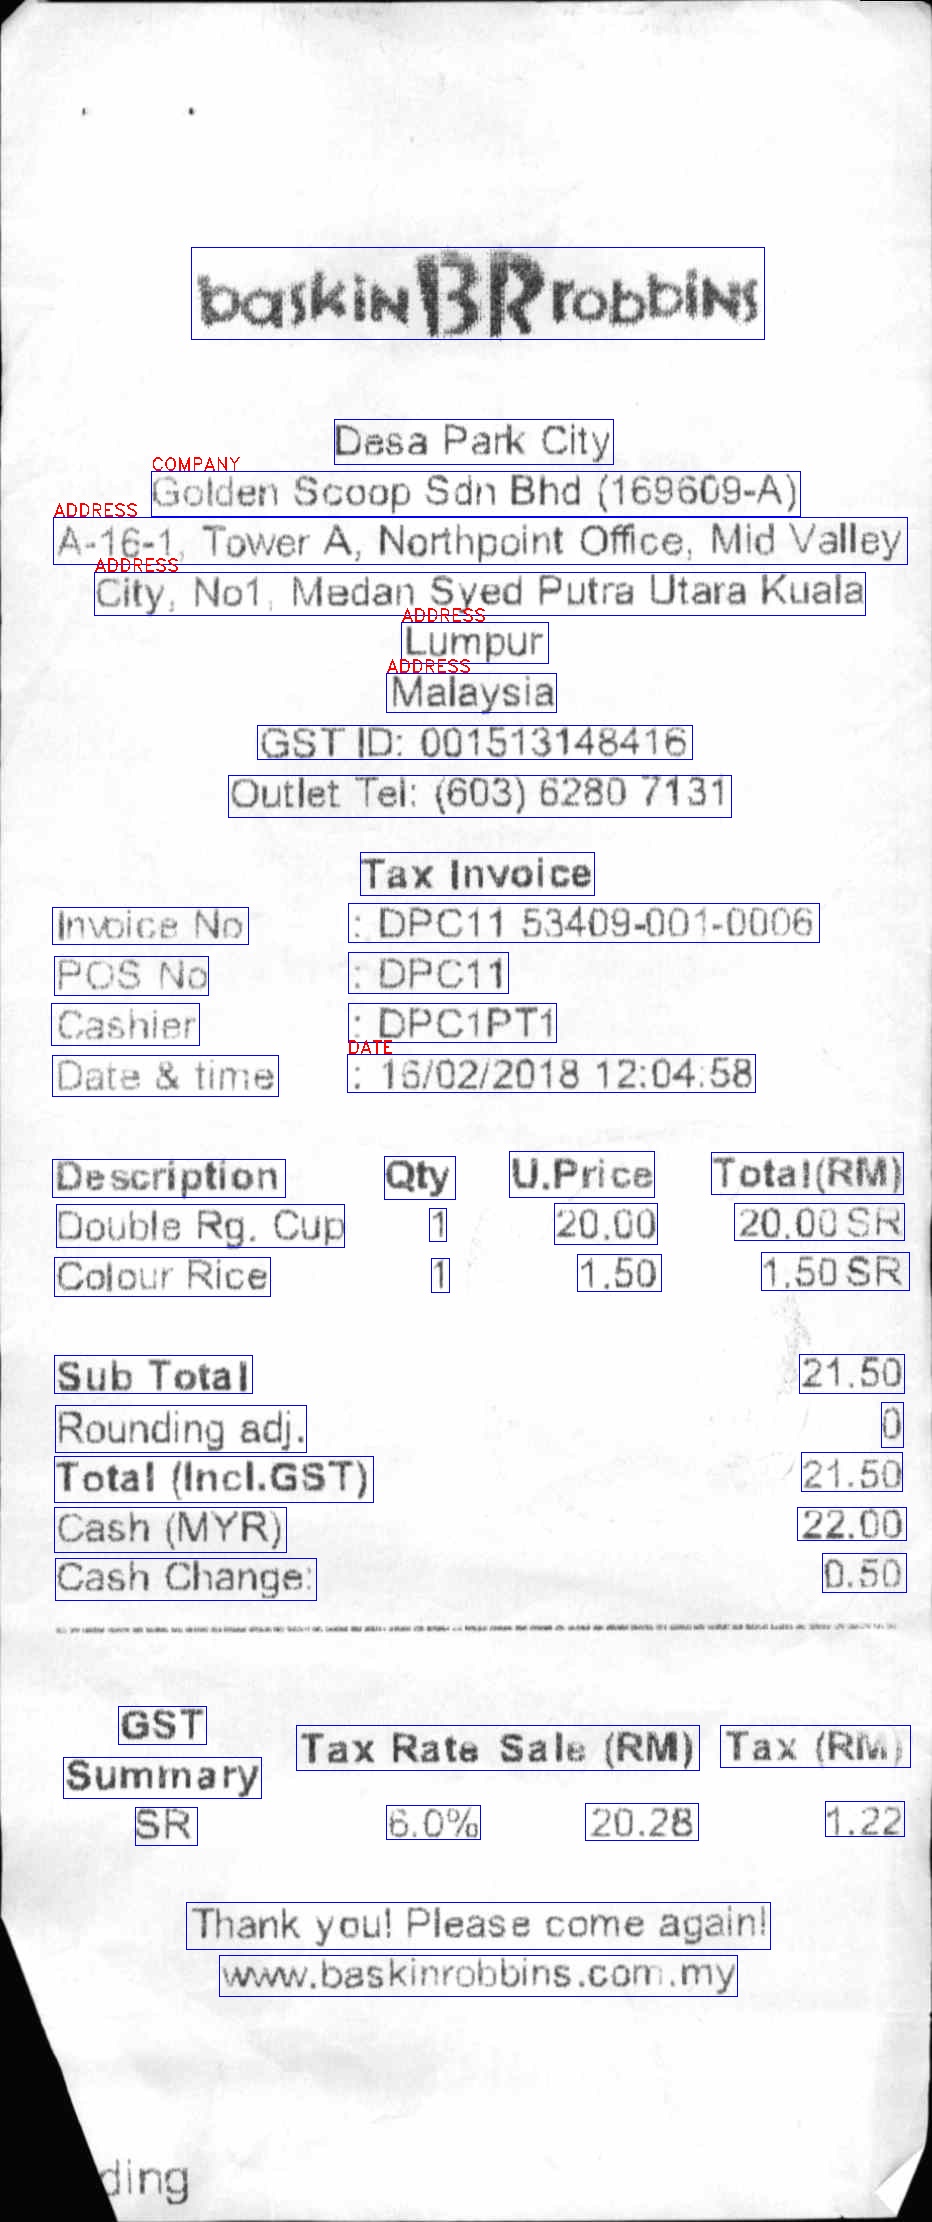 baskin BR robbins
Desa Park City
COMPANY
Golden Scoop Sdn Bhd (169609-A)
ADDRESS
A-16-1, Tower A, Northpoint Office, Mid Valley
ADDRESS
City, No1, Medan Syed Putra Utara Kuala
ADDRESS
Lumpur
ADDRESS
Malaysia
GST ID: 001513148416
Outlet Tel: (603) 6280 7131
Tax Invoice
Invoice No : DPC11 53409-001-0006
POS No : DPC11
Cashier : DPC1PT1
DATE
Date & time : 16/02/2018 12:04:58
Description Qty U.Price Total(RM)
Double Rg. Cup 1 20.00 20.00 SR
Colour Rice 1 1.50 1.50 SR
Sub Total 21.50
Rounding adj. 0
Total (Incl.GST) 21.50
Cash (MYR) 22.00
Cash Change: 0.50
GST Summary Tax Rate Sale (RM) Tax (RM)
SR 6.0% 20.28 1.22
Thank you! Please come again!
www.baskinrobbins.com.my
ding